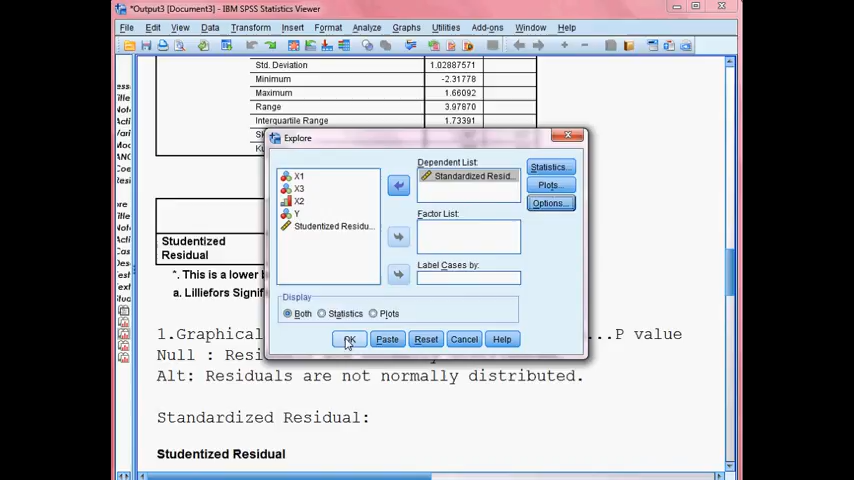 *Output3 [Document3] - IBM SPSS Statistics Viewer
File Edit View Data Transform Insert Format Analyze Graphs Utilities Add-ons Window Help
Std. Deviation 1.02887571
Minimum -2.31778
Maximum 1.66092
Range 3.97870
Interquartile Range 1.73391
Explore
Dependent List:
Standardized Resid...
X1
X3
X2
Y
Studentized Residu...
Factor List:
Label Cases by:
Statistics...
Plots...
Options...
Display
Both Statistics Plots
OK Paste Reset Cancel Help
Studentized
Residual
*. This is a lower b
a. Lilliefors Signifi
1.Graphical ...P value
Null : Resi
Alt: Residuals are not normally distributed.
Standardized Residual:
Studentized Residual